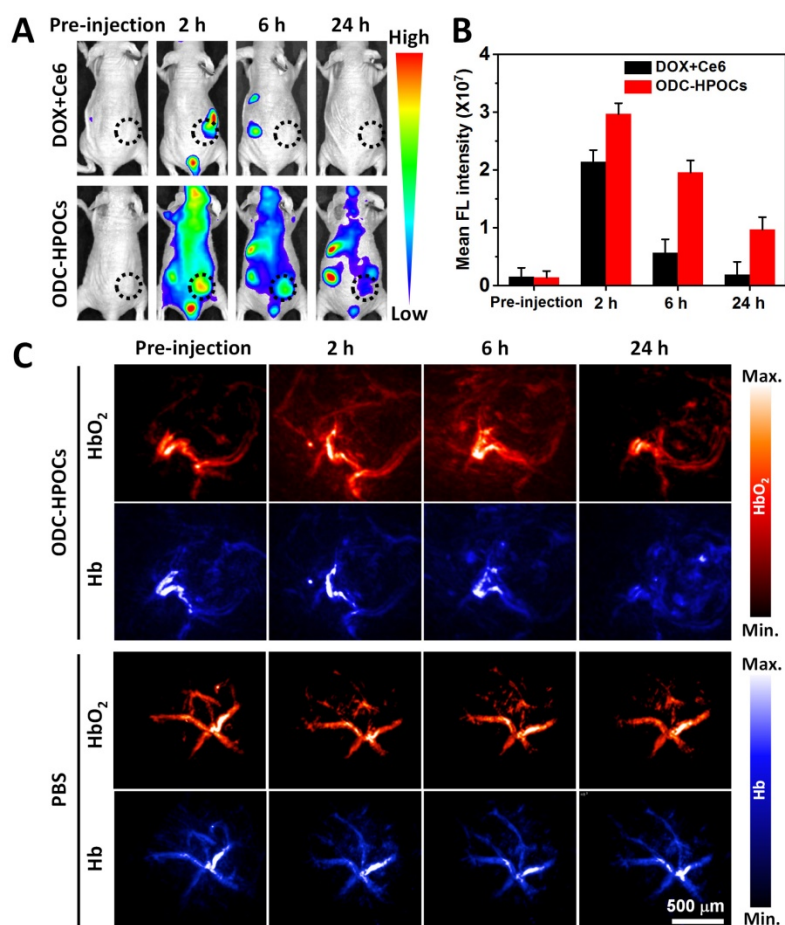 A
Pre-injection 2 h 6 h 24 h
High
DOX+Ce6
ODC-HPOCs
Low
B
Mean FL intensity (X10⁷)
4
3
2
1
0
DOX+Ce6
ODC-HPOCs
Pre-injection 2 h 6 h 24 h
C
Pre-injection 2 h 6 h 24 h
ODC-HPOCs
HbO₂
Hb
Max.
HbO₂
Min.
PBS
HbO₂
Hb
Max.
Hb
Min.
500 μm